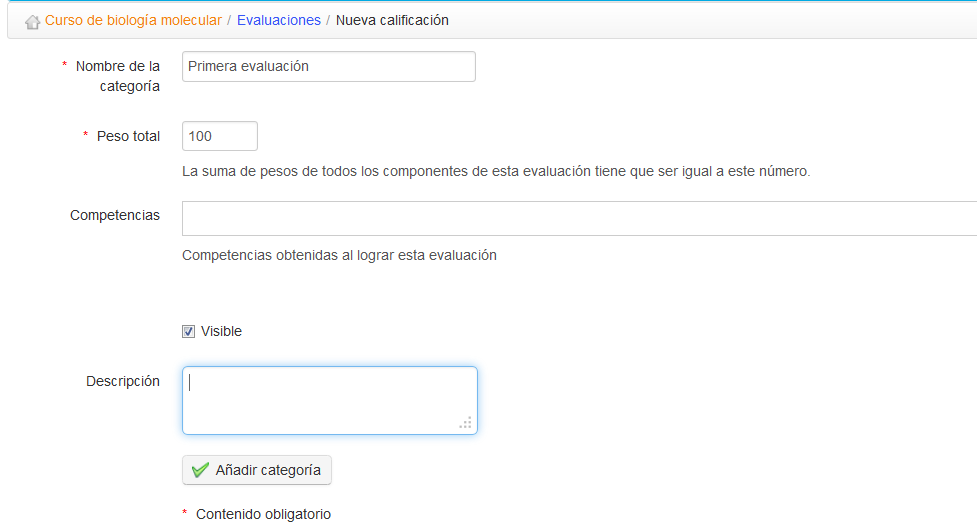 Curso de biología molecular / Evaluaciones / Nueva calificación
* Nombre de la categoría
Primera evaluación
* Peso total
100
La suma de pesos de todos los componentes de esta evaluación tiene que ser igual a este número.
Competencias
Competencias obtenidas al lograr esta evaluación
Visible
Descripción
Añadir categoría
* Contenido obligatorio